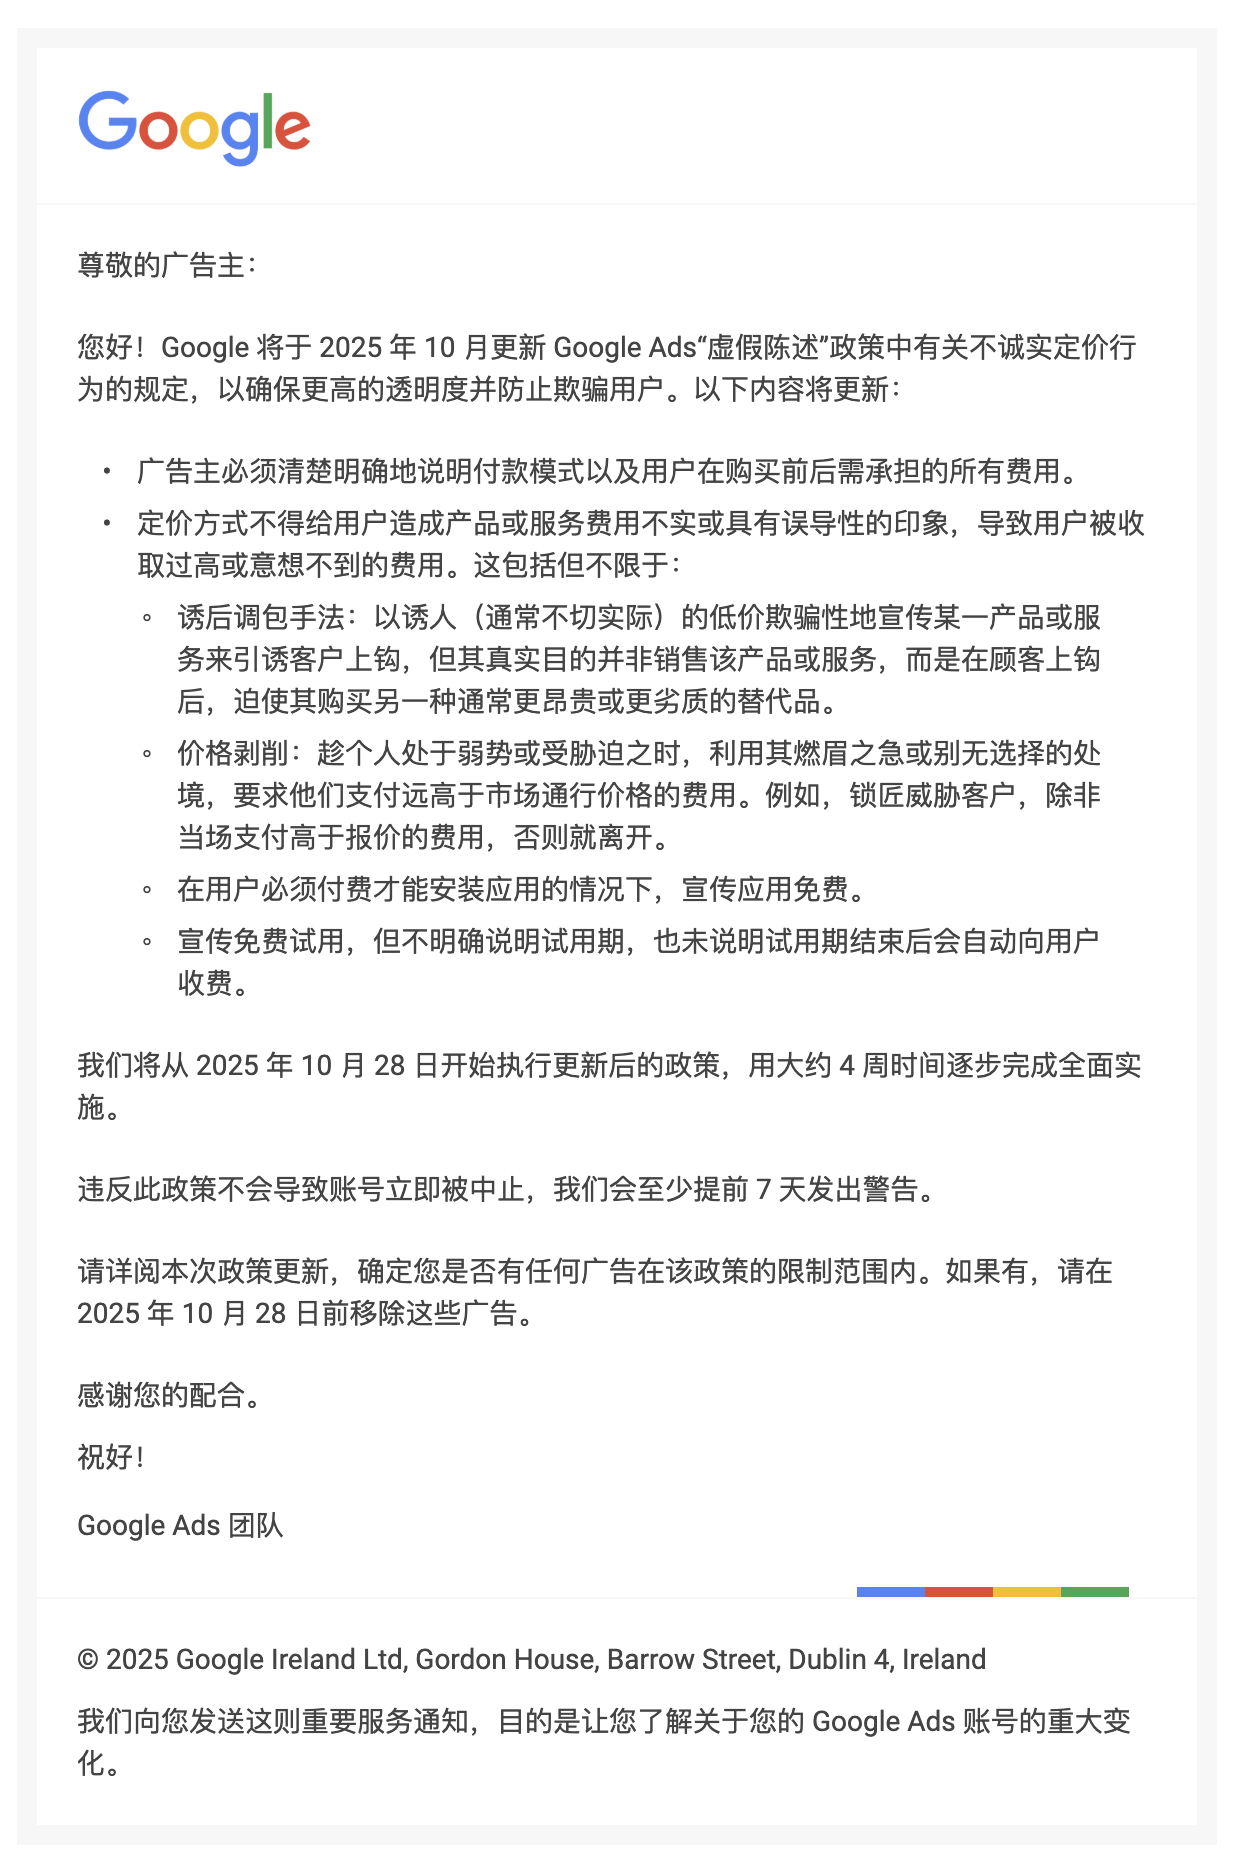 Google
尊敬的广告主：
您好！Google 将于 2025 年 10 月更新 Google Ads“虚假陈述”政策中有关不诚实定价行
为的规定，以确保更高的透明度并防止欺骗用户。以下内容将更新：
• 广告主必须清楚明确地说明付款模式以及用户在购买前后需承担的所有费用。
• 定价方式不得给用户造成产品或服务费用不实或具有误导性的印象，导致用户被收
取过高或意想不到的费用。这包括但不限于：
◦ 诱后调包手法：以诱人（通常不切实际）的低价欺骗性地宣传某一产品或服
务来引诱客户上钩，但其真实目的并非销售该产品或服务，而是在顾客上钩
后，迫使其购买另一种通常更昂贵或更劣质的替代品。
◦ 价格剥削：趁个人处于弱势或受胁迫之时，利用其燃眉之急或别无选择的处
境，要求他们支付远高于市场通行价格的费用。例如，锁匠威胁客户，除非
当场支付高于报价的费用，否则就离开。
◦ 在用户必须付费才能安装应用的情况下，宣传应用免费。
◦ 宣传免费试用，但不明确说明试用期，也未说明试用期结束后会自动向用户
收费。
我们将从 2025 年 10 月 28 日开始执行更新后的政策，用大约 4 周时间逐步完成全面实
施。
违反此政策不会导致账号立即被中止，我们会至少提前 7 天发出警告。
请详阅本次政策更新，确定您是否有任何广告在该政策的限制范围内。如果有，请在
2025 年 10 月 28 日前移除这些广告。
感谢您的配合。
祝好！
Google Ads 团队
© 2025 Google Ireland Ltd, Gordon House, Barrow Street, Dublin 4, Ireland
我们向您发送这则重要服务通知，目的是让您了解关于您的 Google Ads 账号的重大变
化。